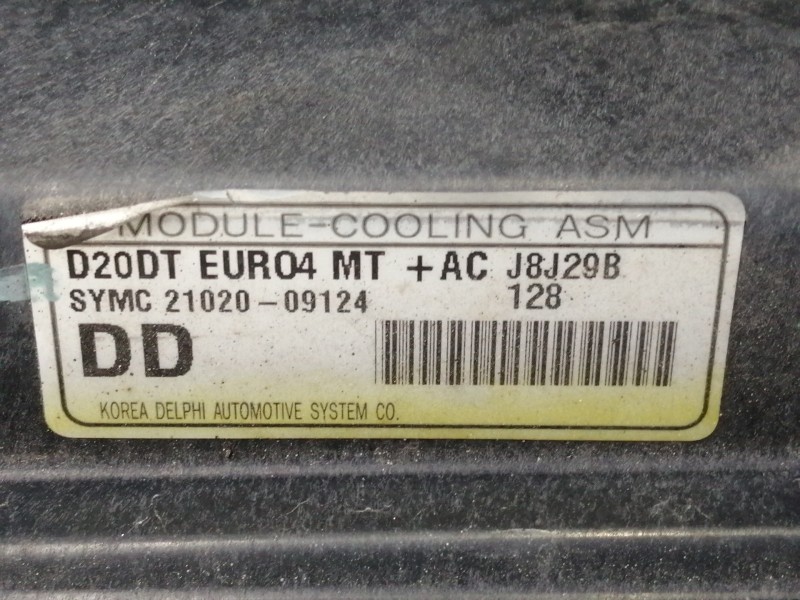 MODULE-COOLING ASM
D20DT EURO4 MT +AC J8J29B
SYMC 21020-09124 128
DD
KOREA DELPHI AUTOMOTIVE SYSTEM CO.